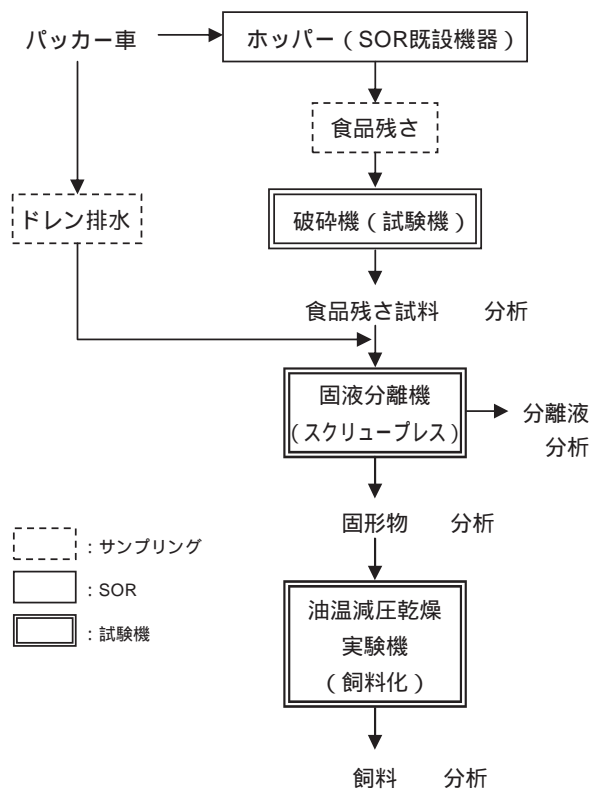 パッカー車
ホッパー（SOR既設機器）
食品残さ
ドレン排水
破砕機（試験機）
食品残さ試料　分析
固液分離機
（スクリュープレス）
分離液
分析
固形物　分析
：サンプリング
：SOR
：試験機
油温減圧乾燥
実験機
（飼料化）
飼料　分析